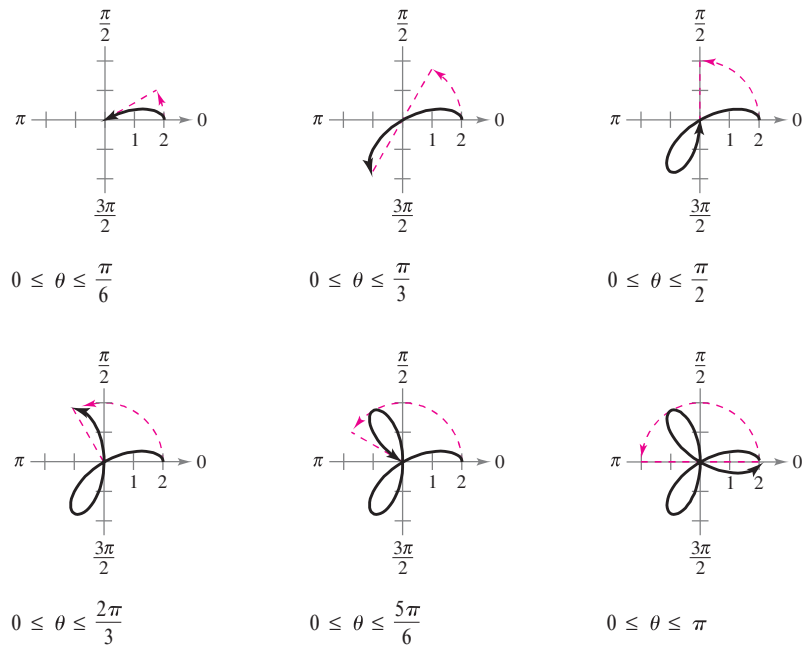 π/2 π/2 π/2
π 1 2 0 π 1 2 0 π 1 2 0
3π/2 3π/2 3π/2
0 ≤ θ ≤ π/6 0 ≤ θ ≤ π/3 0 ≤ θ ≤ π/2
π/2 π/2 π/2
π 1 2 0 π 1 2 0 π 1 2 0
3π/2 3π/2 3π/2
0 ≤ θ ≤ 2π/3 0 ≤ θ ≤ 5π/6 0 ≤ θ ≤ π